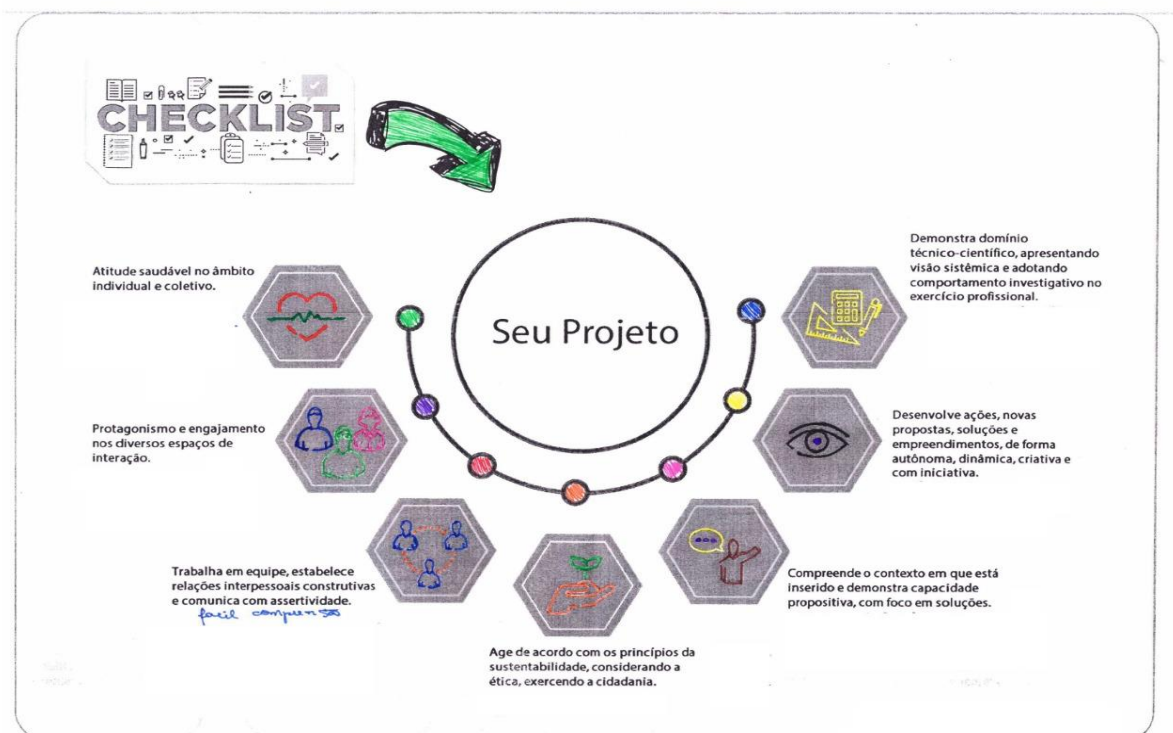 CHECKLIST
Seu Projeto
Atitude saudável no âmbito
individual e coletivo.
Protagonismo e engajamento
nos diversos espaços de
interação.
Trabalha em equipe, estabelece
relações interpessoais construtivas
e comunica com assertividade.
facil
Age de acordo com os princípios da
sustentabilidade, considerando a
ética, exercendo a cidadania.
Compreende o contexto em que está
inserido e demonstra capacidade
propositiva, com foco em soluções.
Desenvolve ações, novas
propostas, soluções e
empreendimentos, de forma
autônoma, dinâmica, criativa e
com iniciativa.
Demonstra domínio
técnico-científico, apresentando
visão sistêmica e adotando
comportamento investigativo no
exercício profissional.